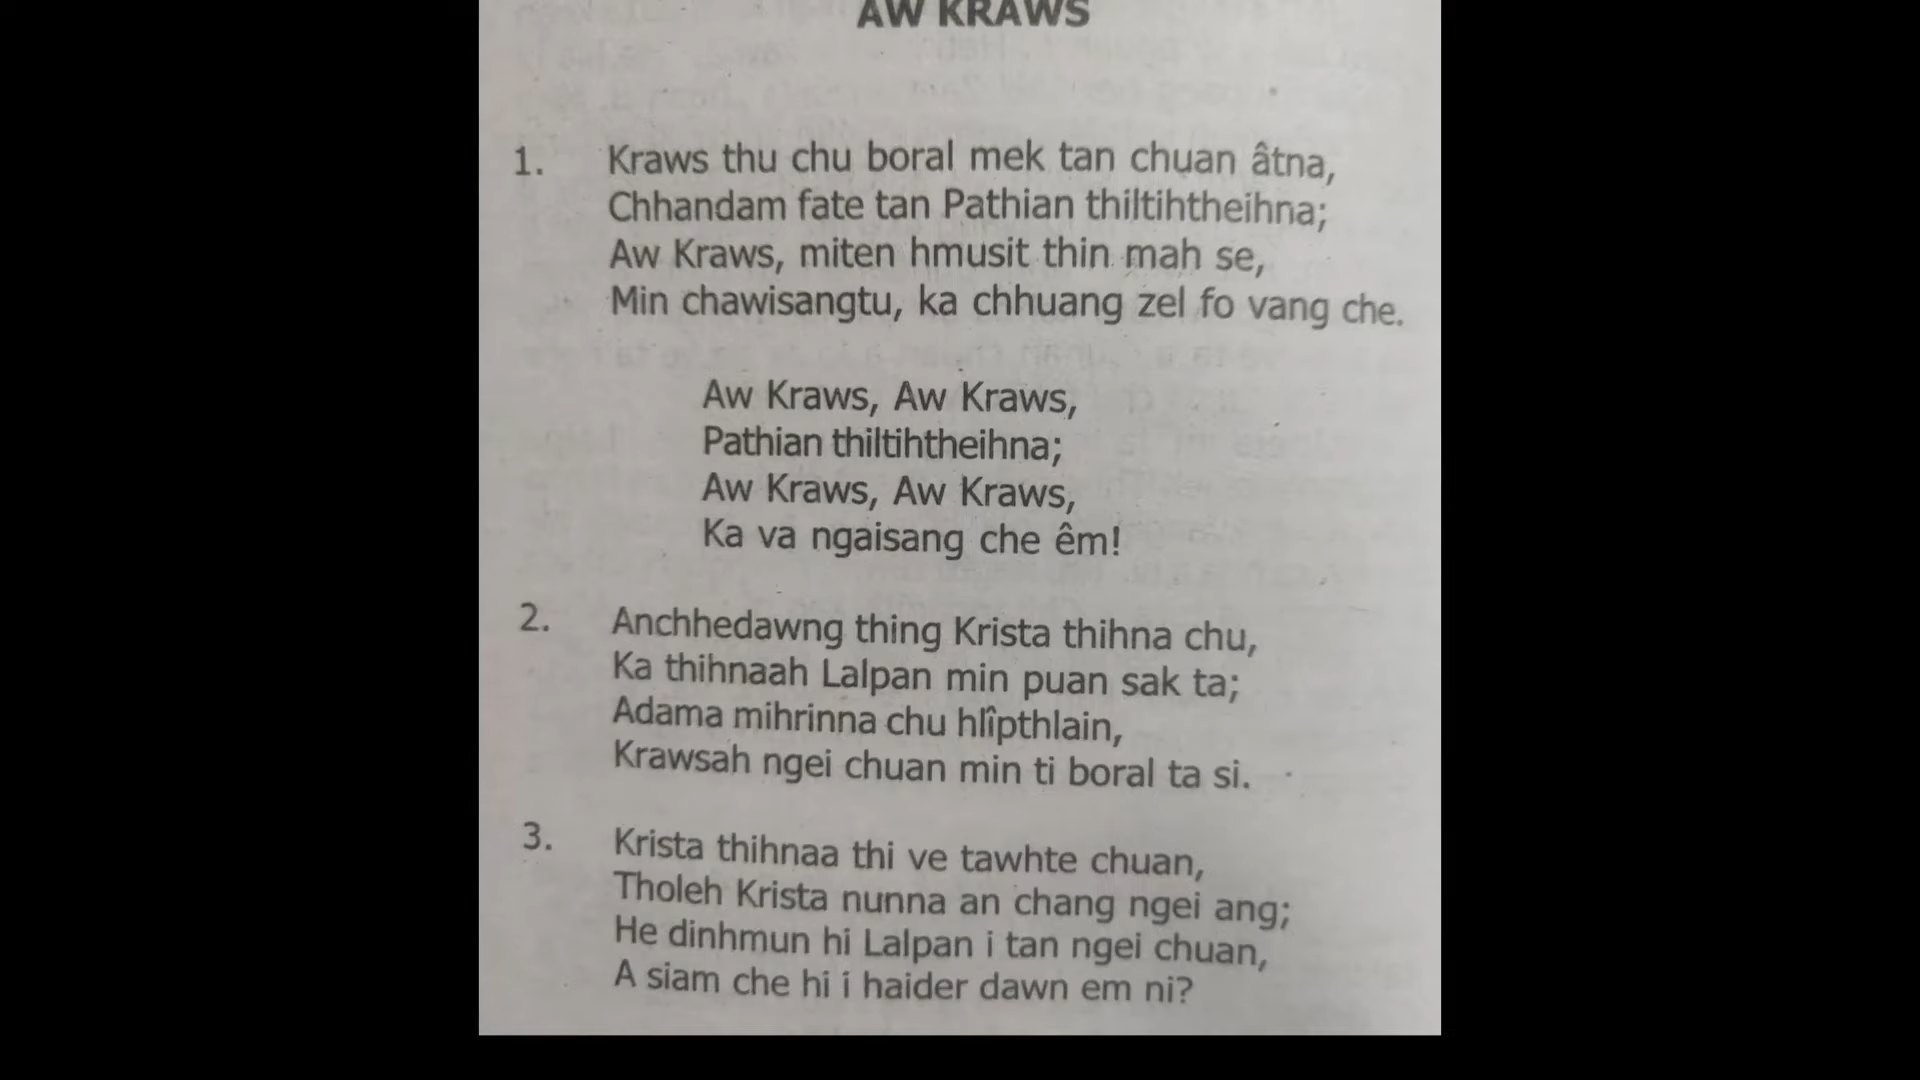 AW KRAWS
1. Kraws thu chu boral mek tan chuan âtna,
Chhandam fate tan Pathian thiltihtheihna;
Aw Kraws, miten hmusit thin mah se,
Min chawisangtu, ka chhuang zel fo vang che.
Aw Kraws, Aw Kraws,
Pathian thiltihtheihna;
Aw Kraws, Aw Kraws,
Ka va ngaisang che êm!
2. Anchhedawng thing Krista thihna chu,
Ka thihnaah Lalpan min puan sak ta;
Adama mihrinna chu hlîpthlain,
Krawsah ngei chuan min ti boral ta si.
3. Krista thihnaa thi ve tawhte chuan,
Tholeh Krista nunna an chang ngei ang;
He dinhmun hi Lalpan i tan ngei chuan,
A siam che hi i haider dawn em ni?